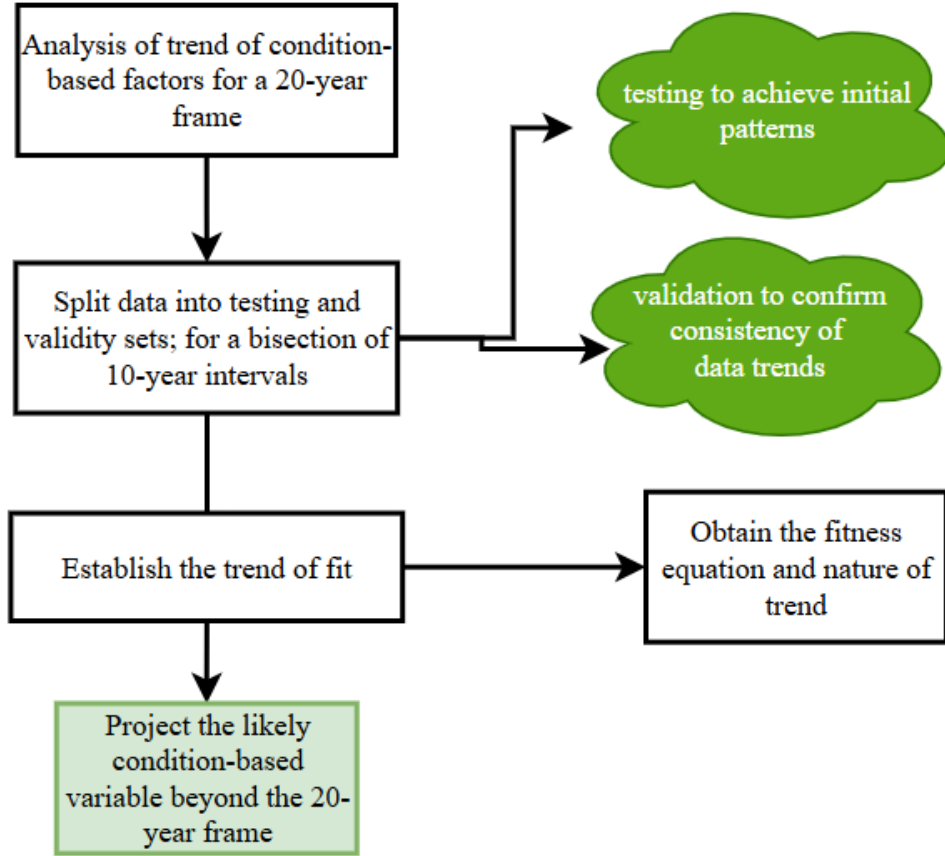 Analysis of trend of condition-
based factors for a 20-year
frame
testing to achieve initial
patterns
Split data into testing and
validity sets; for a bisection of
10-year intervals
validation to confirm
consistency of
data trends
Establish the trend of fit
Obtain the fitness
equation and nature of
trend
Project the likely
condition-based
variable beyond the 20-
year frame